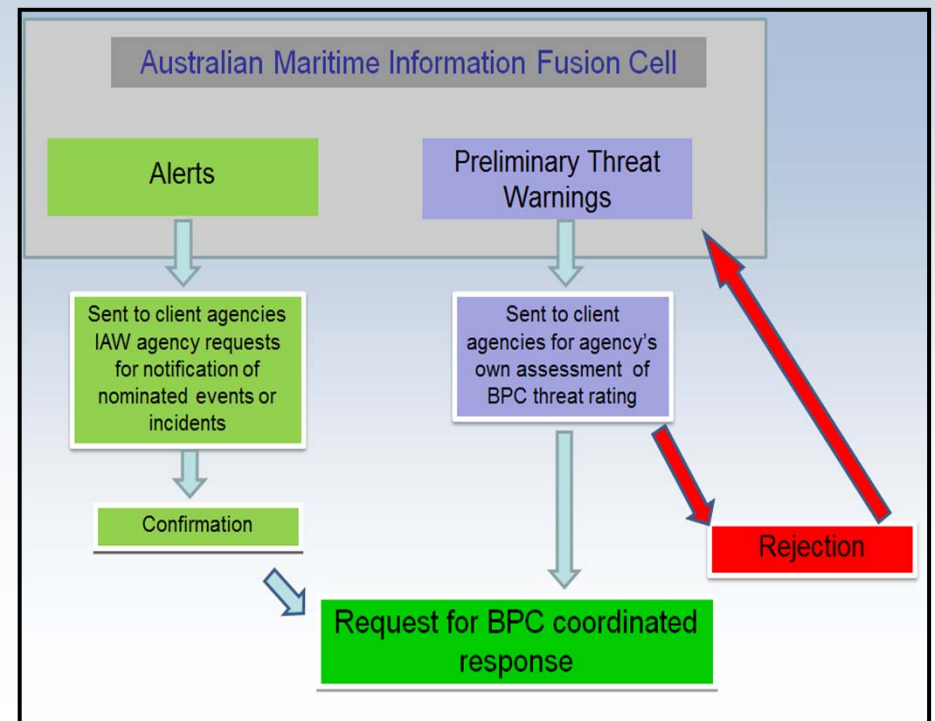 Australian Maritime Information Fusion Cell
Alerts
Preliminary Threat
Warnings
Sent to client agencies
IAW agency requests
for notification of
nominated events or
incidents
Sent to client
agencies for agency's
own assessment of
BPC threat rating
Confirmation
Rejection
Request for BPC coordinated
response